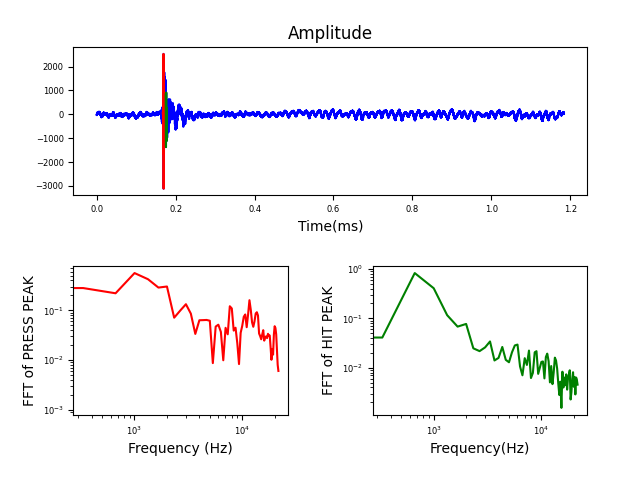 Amplitude
2000
1000
0
−1000
−2000
−3000
0.0 0.2 0.4 0.6 0.8 1.0 1.2
Time(ms)
FFT of PRESS PEAK
10⁻¹
10⁻²
10⁻³
10³ 10⁴
Frequency (Hz)
FFT of HIT PEAK
10⁰
10⁻¹
10⁻²
10³ 10⁴
Frequency(Hz)